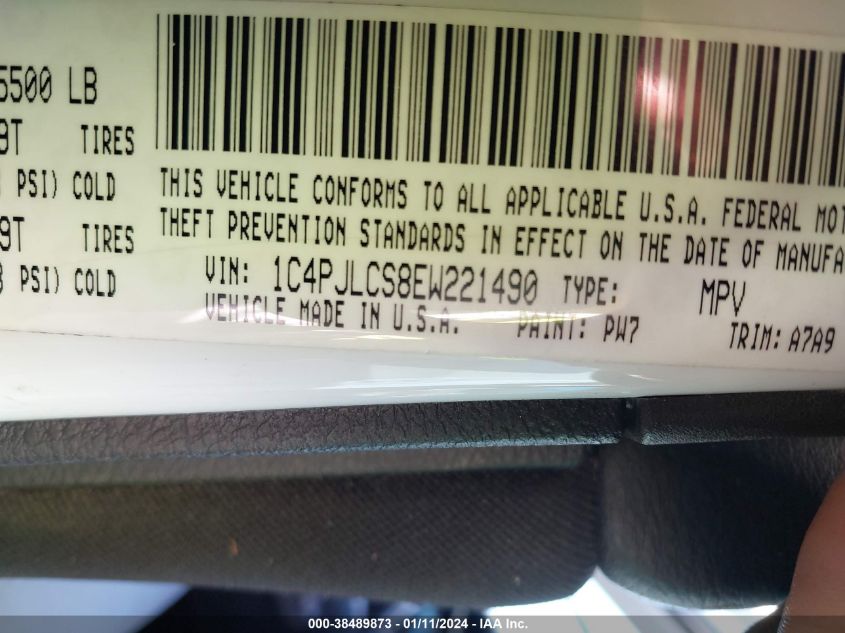 5500 LB
9T TIRES
PSI) COLD
9T TIRES
PSI) COLD
THIS VEHICLE CONFORMS TO ALL APPLICABLE U.S.A. FEDERAL MOT
THEFT PREVENTION STANDARDS IN EFFECT ON THE DATE OF MANUFA
VIN: 1C4PJLCS8EW221490 TYPE: MPV
VEHICLE MADE IN U.S.A. PAINT: PW7 TRIM: A7A9
000-38489873 - 01/11/2024 - IAA Inc.